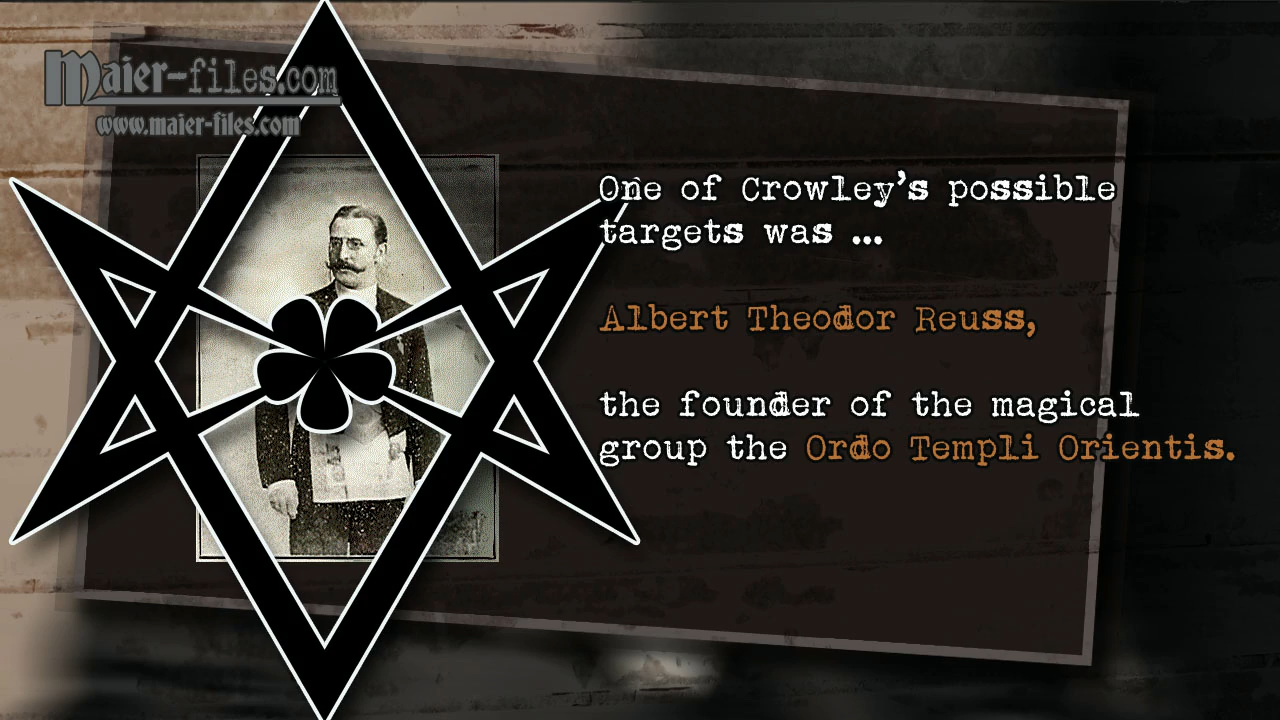 Maier-files.com
www.maier-files.com
One of Crowley’s possible
targets was ...
Albert Theodor Reuss,
the founder of the magical
group the Ordo Templi Orientis.